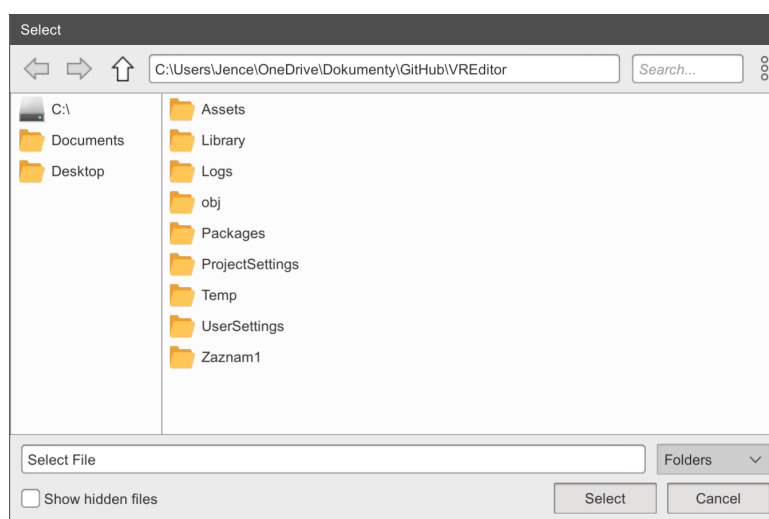 Select
C:\Users\Jence\OneDrive\Dokumenty\GitHub\VREditor
Search...
C:\
Documents
Desktop
Assets
Library
Logs
obj
Packages
ProjectSettings
Temp
UserSettings
Zaznam1
Select File
Folders
Show hidden files
Select
Cancel